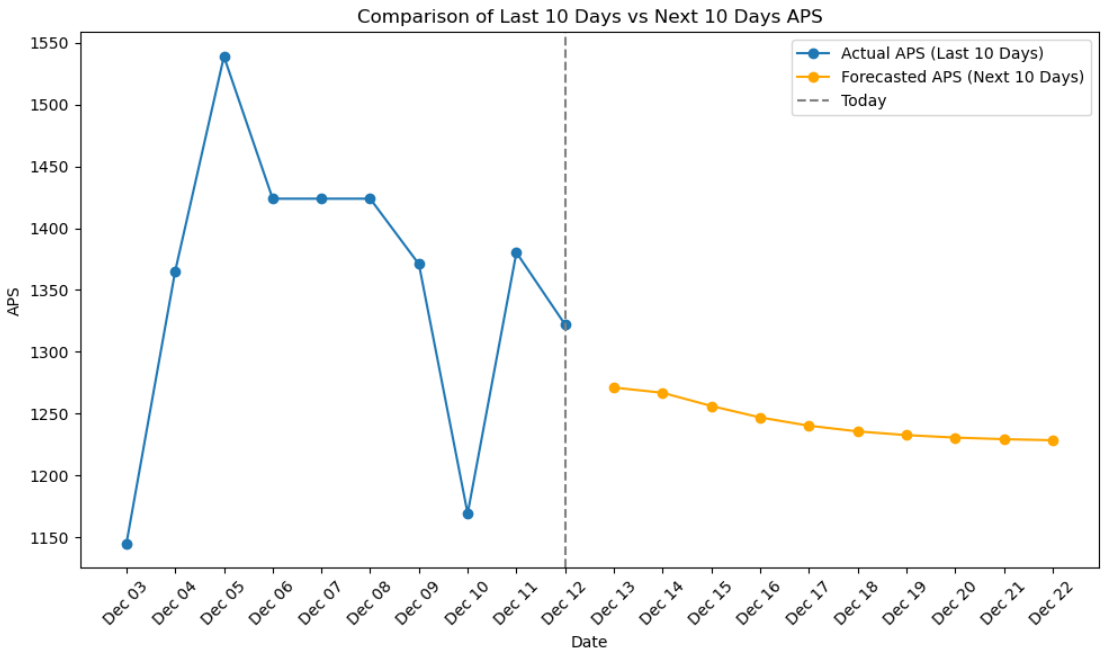 Comparison of Last 10 Days vs Next 10 Days APS
1550
1500
1450
1400
1350
1300
1250
1200
1150
APS
Actual APS (Last 10 Days)
Forecasted APS (Next 10 Days)
Today
Dec 03
Dec 04
Dec 05
Dec 06
Dec 07
Dec 08
Dec 09
Dec 10
Dec 11
Dec 12
Dec 13
Dec 14
Dec 15
Dec 16
Dec 17
Dec 18
Dec 19
Dec 20
Dec 21
Dec 22
Date